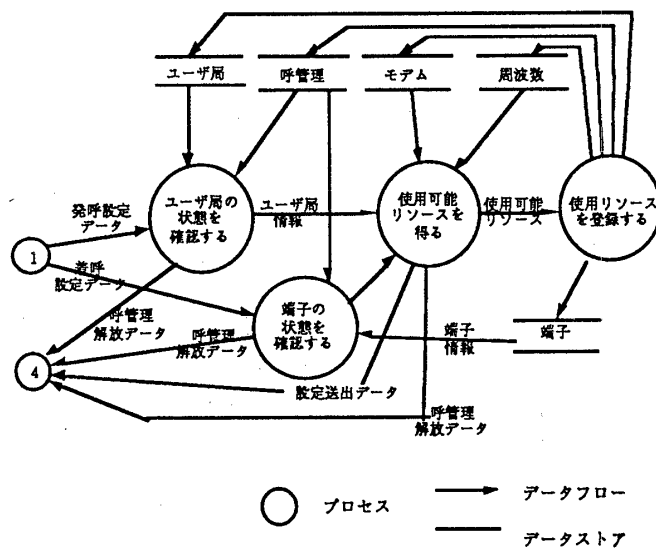 ユーザ局
呼管理
モデム
周波数
発呼設定
データ
ユーザ局の
状態を
確認する
ユーザ局
情報
使用可能
リソースを
得る
使用可能
リソース
使用リソース
を登録する
1
着呼
設定データ
端子の
状態を
確認する
呼管理
解放データ
呼管理
解放データ
端子
情報
端子
4
設定送出データ
呼管理
解放データ
プロセス
データフロー
データストア